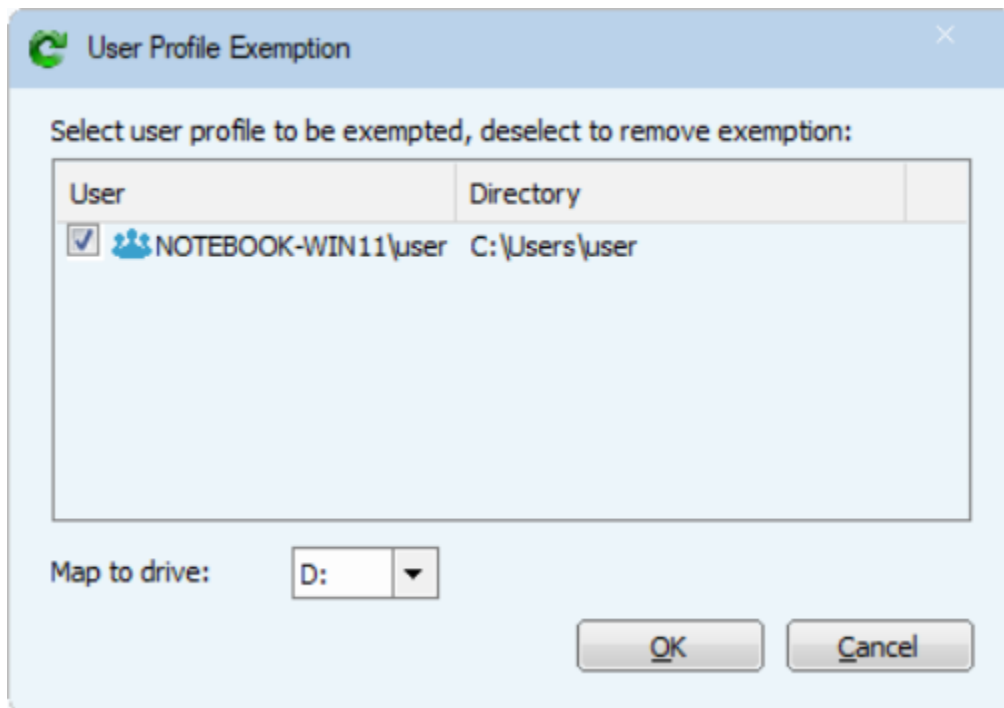 User Profile Exemption
Select user profile to be exempted, deselect to remove exemption:
User Directory
NOTEBOOK-WIN11\user C:\Users\user
Map to drive: D:
OK Cancel